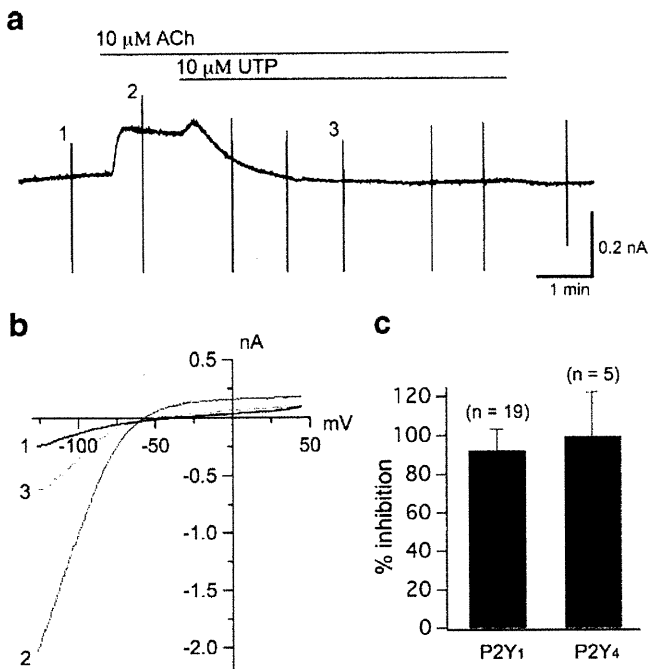 a
10 μM ACh
10 μM UTP
1
2
3
0.2 nA
1 min
b
nA
0.5
mV
-100
-50
50
-0.5
-1.0
-1.5
-2.0
1
3
2
c
(n = 19)
(n = 5)
% inhibition
120
100
80
60
40
20
0
P2Y1
P2Y4